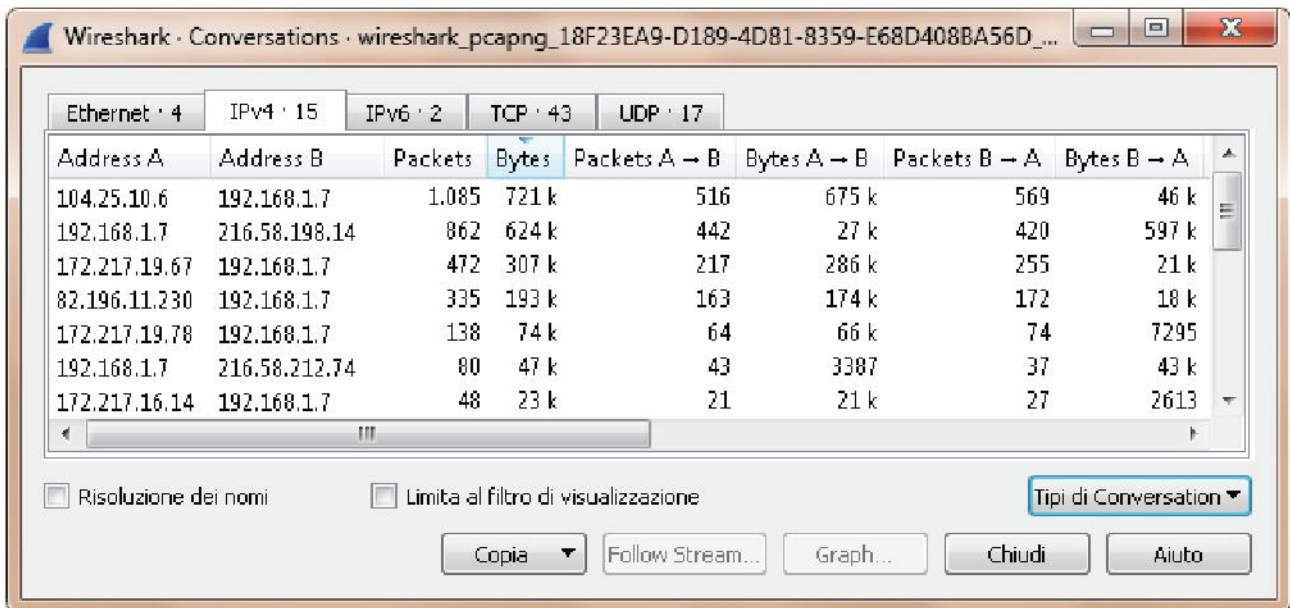 Wireshark · Conversations · wireshark_pcapng_18F23EA9-D189-4D81-8359-E68D408BA56D_...
Ethernet · 4 IPv4 · 15 IPv6 · 2 TCP · 43 UDP · 17
Address A Address B Packets Bytes Packets A → B Bytes A → B Packets B → A Bytes B → A
104.25.10.6 192.168.1.7 1.085 721 k 516 675 k 569 46 k
192.168.1.7 216.58.198.14 862 624 k 442 27 k 420 597 k
172.217.19.67 192.168.1.7 472 307 k 217 286 k 255 21 k
82.196.11.230 192.168.1.7 335 193 k 163 174 k 172 18 k
172.217.19.78 192.168.1.7 138 74 k 64 66 k 74 7295
192.168.1.7 216.58.212.74 80 47 k 43 3387 37 43 k
172.217.16.14 192.168.1.7 48 23 k 21 21 k 27 2613
Risoluzione dei nomi Limita al filtro di visualizzazione Tipi di Conversation
Copia Follow Stream... Graph... Chiudi Aiuto